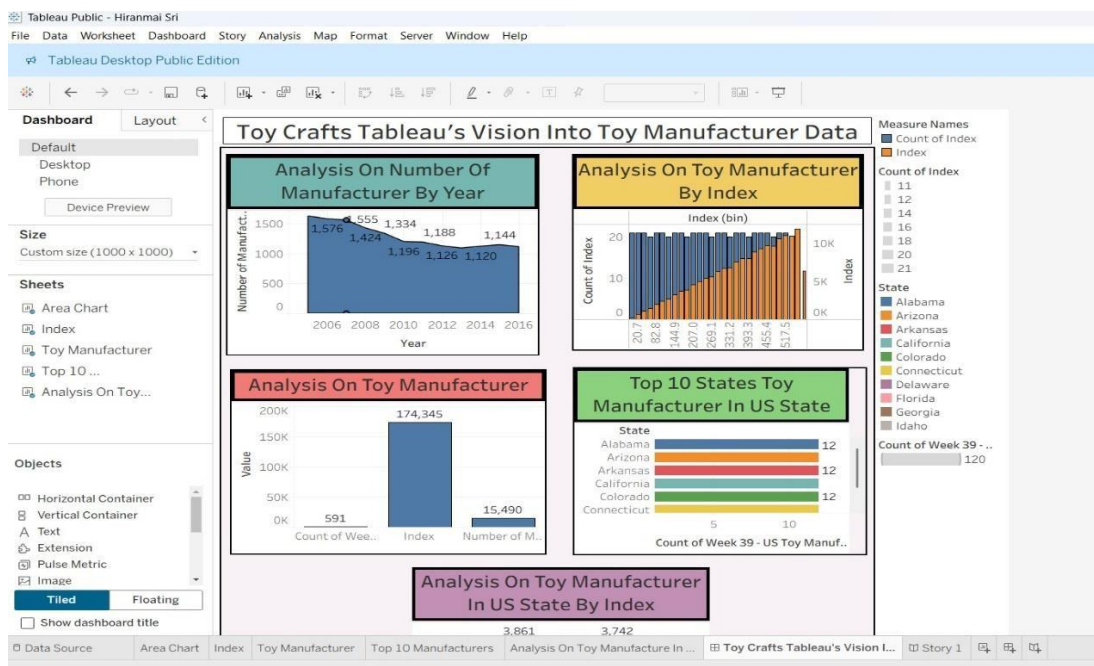 Tableau Public - Hiranmai Sri
File Data Worksheet Dashboard Story Analysis Map Format Server Window Help
Tableau Desktop Public Edition
Dashboard Layout
Default
Desktop
Phone
Device Preview
Size
Custom size (1000 x 1000)
Sheets
Area Chart
Index
Toy Manufacturer
Top 10 ...
Analysis On Toy...
Objects
Horizontal Container
Vertical Container
Text
Extension
Pulse Metric
Image
Tiled Floating
Show dashboard title
Toy Crafts Tableau's Vision Into Toy Manufacturer Data
Analysis On Number Of
Manufacturer By Year
Number of Manufact..
1500
1000
500
0
1,576 1,555 1,424 1,334 1,196 1,188 1,126 1,120 1,144
2006 2008 2010 2012 2014 2016
Year
Analysis On Toy Manufacturer
By Index
Index (bin)
Count of Index
20
10
0
10K
5K
0K
Index
20.7 82.8 144.9 207.0 269.1 331.2 393.3 455.4 517.5
Analysis On Toy Manufacturer
Value
200K
150K
100K
50K
0K
591 174,345 15,490
Count of Wee.. Index Number of M..
Top 10 States Toy
Manufacturer In US State
State
Alabama 12
Arizona
Arkansas 12
California
Colorado 12
Connecticut
5 10
Count of Week 39 - US Toy Manuf..
Analysis On Toy Manufacturer
In US State By Index
3,861 3,742
Measure Names
Count of Index
Index
Count of Index
11
12
14
16
18
20
21
State
Alabama
Arizona
Arkansas
California
Colorado
Connecticut
Delaware
Florida
Georgia
Idaho
Count of Week 39 - ..
120
Data Source Area Chart Index Toy Manufacturer Top 10 Manufacturers Analysis On Toy Manufacture In ... Toy Crafts Tableau's Vision I... Story 1